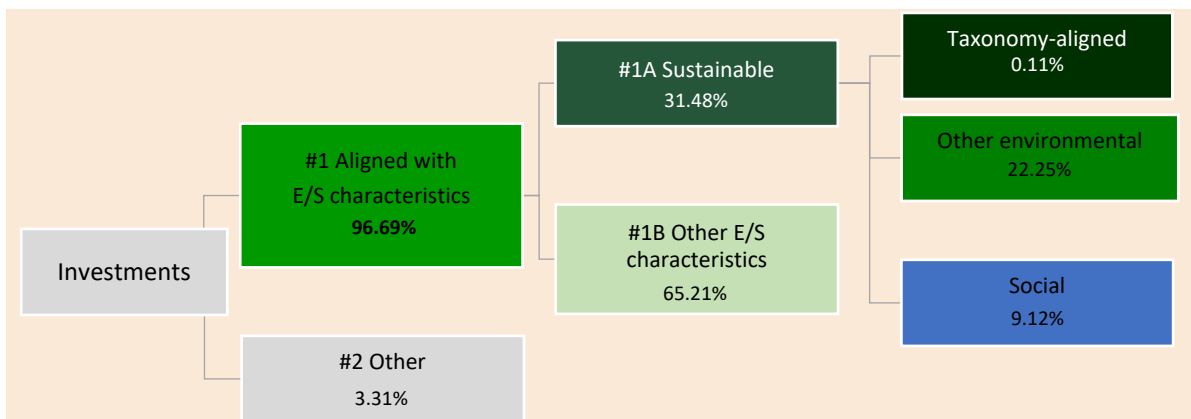 Investments
#1 Aligned with
E/S characteristics
96.69%
#2 Other
3.31%
#1A Sustainable
31.48%
#1B Other E/S
characteristics
65.21%
Taxonomy-aligned
0.11%
Other environmental
22.25%
Social
9.12%